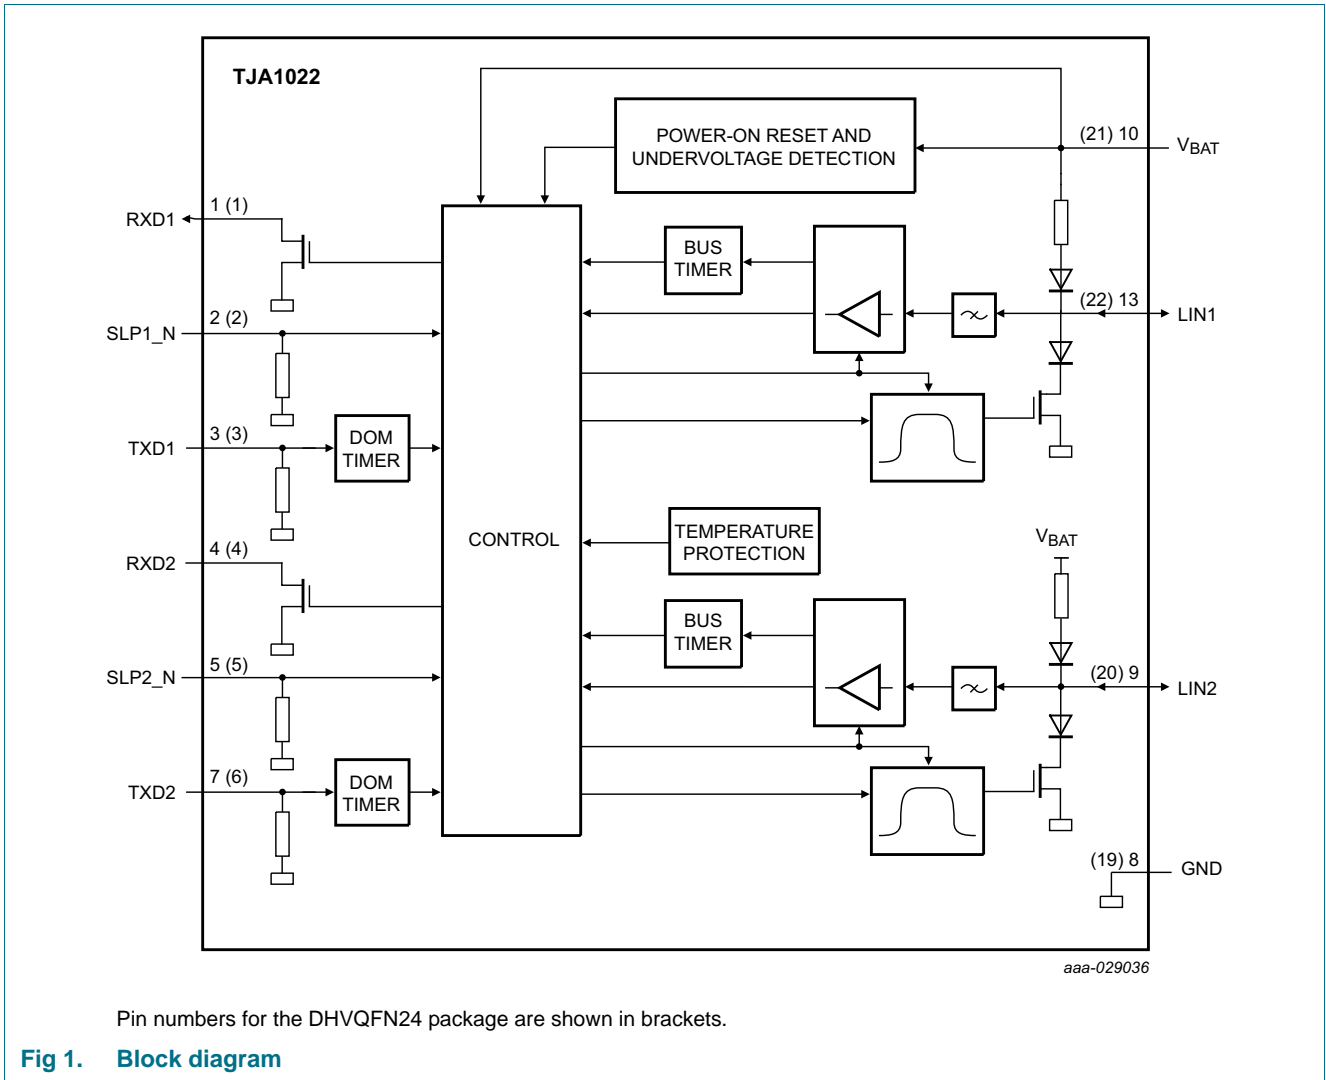 TJA1022
POWER-ON RESET AND
UNDERVOLTAGE DETECTION
(21) 10
VBAT
1 (1)
RXD1
BUS
TIMER
2 (2)
SLP1_N
(22) 13
LIN1
3 (3)
TXD1
DOM
TIMER
CONTROL
TEMPERATURE
PROTECTION
VBAT
4 (4)
RXD2
BUS
TIMER
5 (5)
SLP2_N
(20) 9
LIN2
7 (6)
TXD2
DOM
TIMER
(19) 8
GND
aaa-029036
Pin numbers for the DHVQFN24 package are shown in brackets.
Fig 1. Block diagram